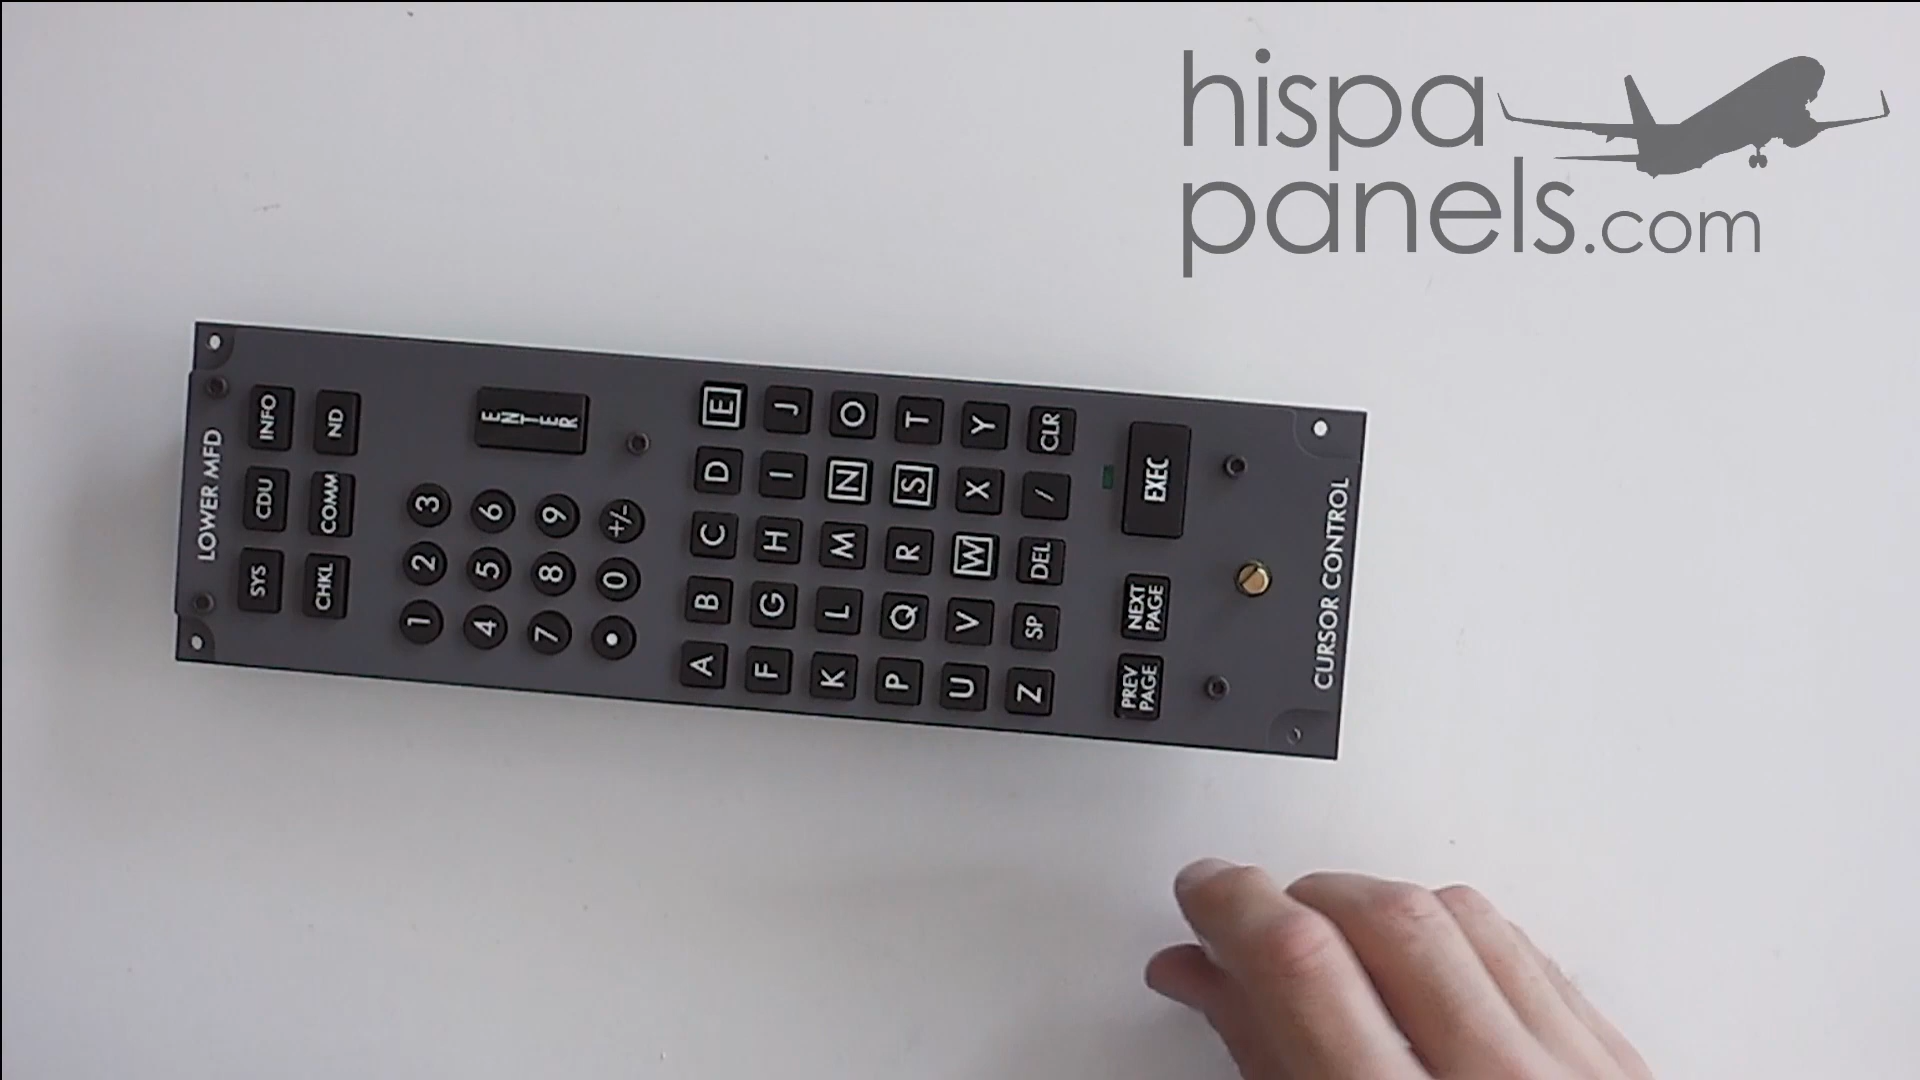 hispa
panels.com
LOWER MFD
SYS CDU INFO
CHKL COMM ND
1 2 3
4 5 6
7 8 9
• 0 +/-
ENTER
A B C D E
F G H I J
K L M N O
P Q R S T
U V W X Y
Z SP DEL / CLR
PREV PAGE
NEXT PAGE
EXEC
CURSOR CONTROL